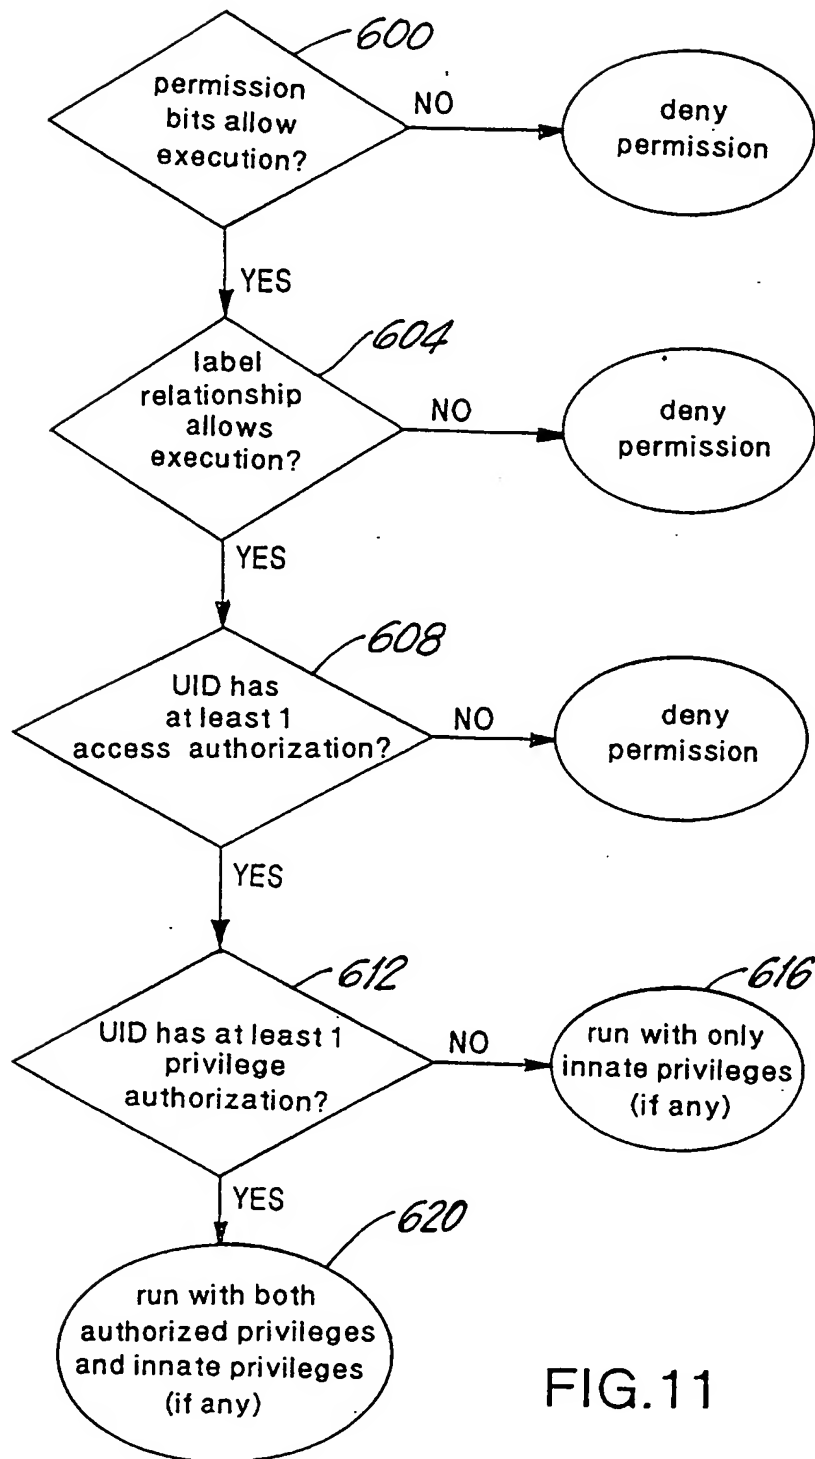 600
permission
bits allow
execution?
NO
deny
permission
YES
604
label
relationship
allows
execution?
NO
deny
permission
YES
608
UID has
at least 1
access authorization?
NO
deny
permission
YES
612
UID has at least 1
privilege
authorization?
NO
616
run with only
innate privileges
(if any)
YES
620
run with both
authorized privileges
and innate privileges
(if any)
FIG.11